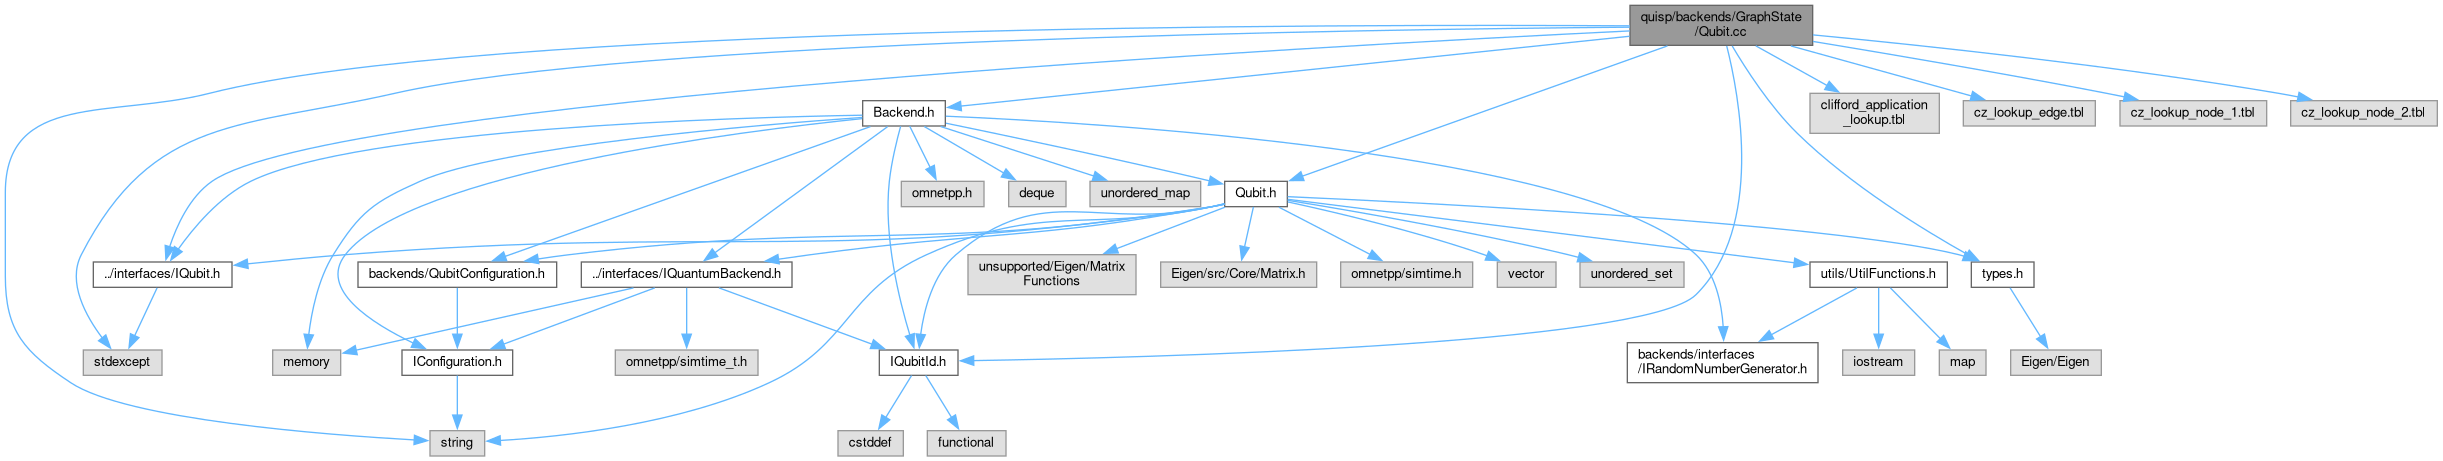 quisp/backends/GraphState
/Qubit.cc
Backend.h
clifford_application
_lookup.tbl
cz_lookup_edge.tbl
cz_lookup_node_1.tbl
cz_lookup_node_2.tbl
omnetpp.h
deque
unordered_map
Qubit.h
../interfaces/IQubit.h
backends/QubitConfiguration.h
../interfaces/IQuantumBackend.h
unsupported/Eigen/Matrix
Functions
Eigen/src/Core/Matrix.h
omnetpp/simtime.h
vector
unordered_set
utils/UtilFunctions.h
types.h
stdexcept
memory
IConfiguration.h
omnetpp/simtime_t.h
IQubitId.h
backends/interfaces
/IRandomNumberGenerator.h
iostream
map
Eigen/Eigen
string
cstddef
functional